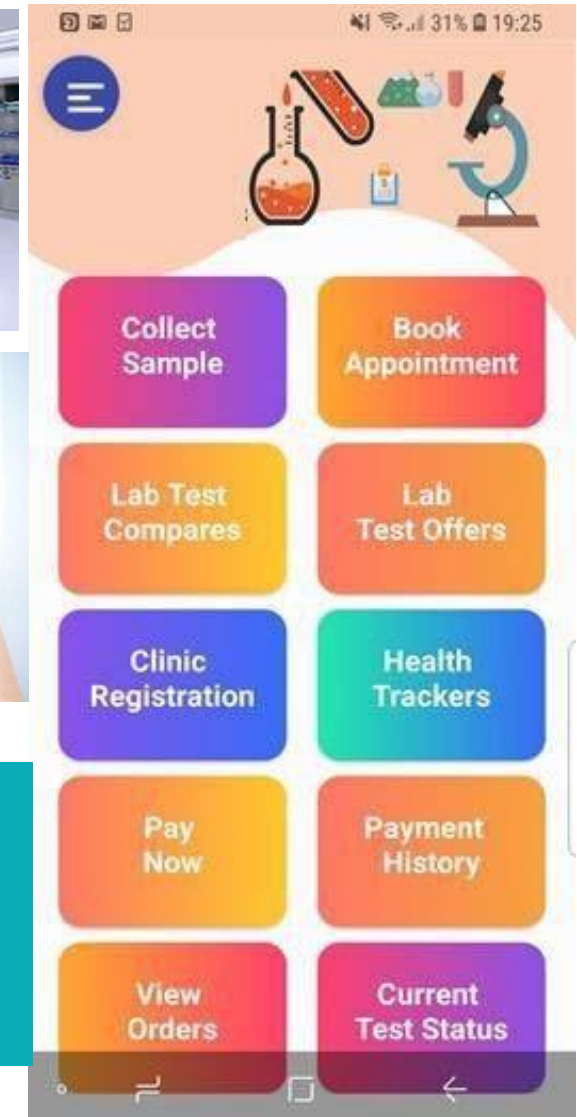 31% 19:25
Collect
Sample
Book
Appointment
Lab Test
Compares
Lab
Test Offers
Clinic
Registration
Health
Trackers
Pay
Now
Payment
History
View
Orders
Current
Test Status